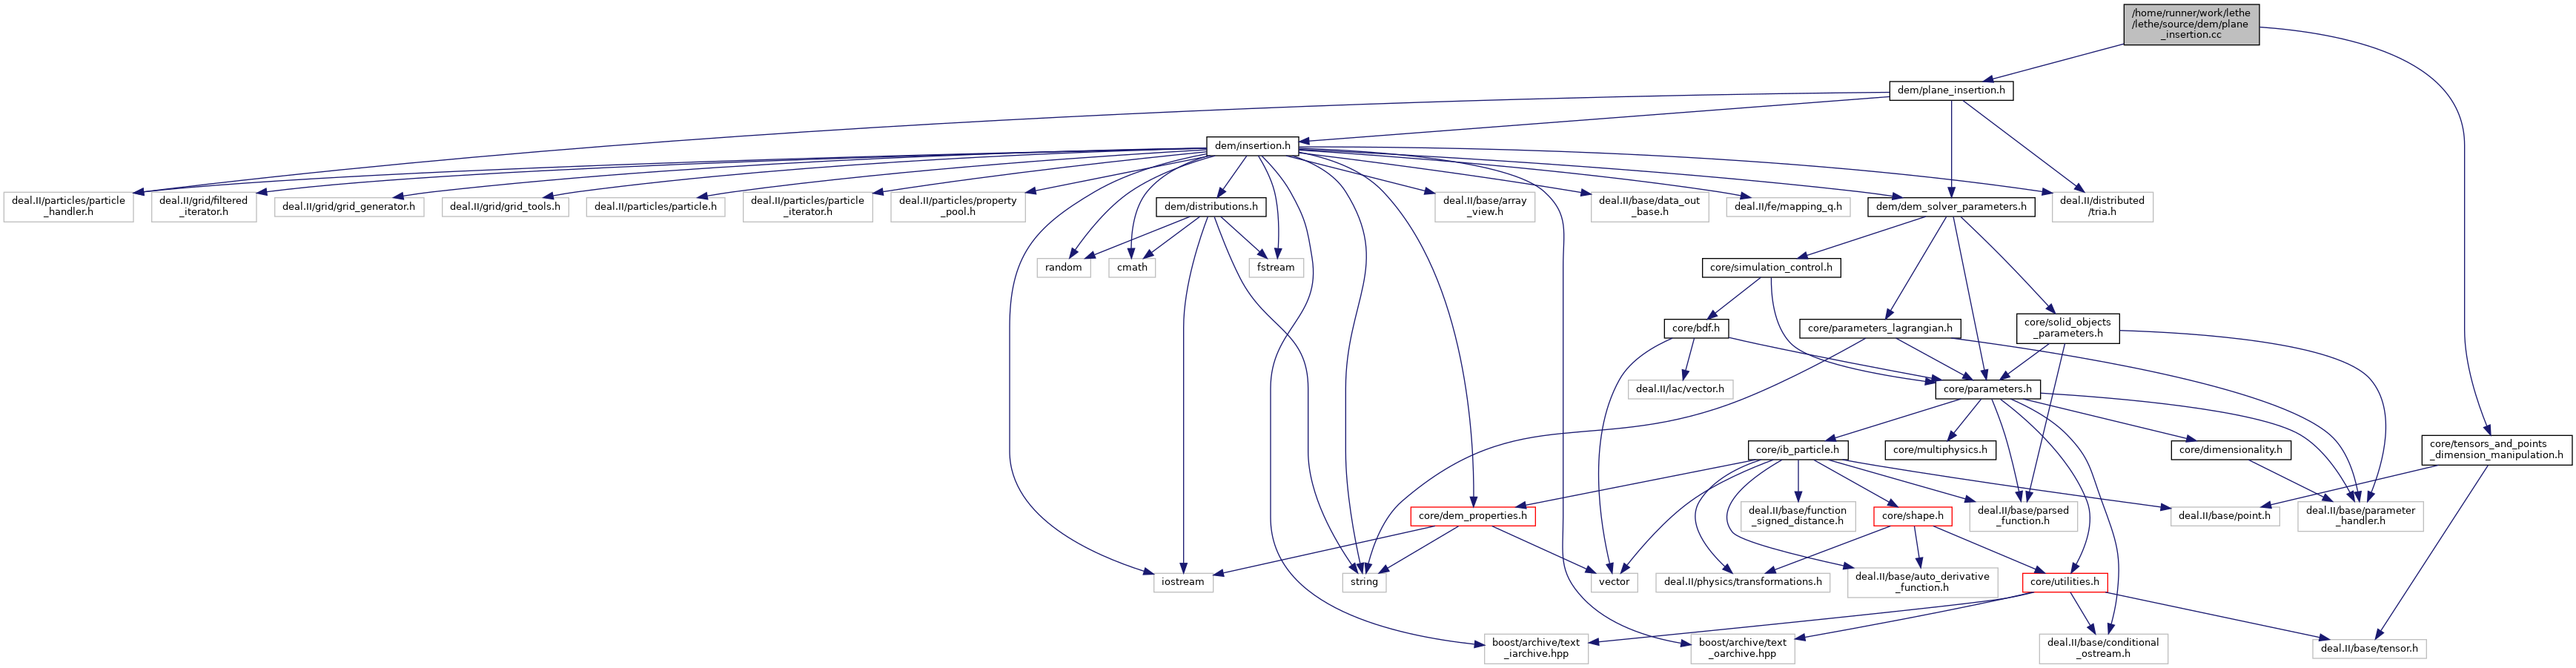 /home/runner/work/lethe
/lethe/source/dem/plane
_insertion.cc
dem/plane_insertion.h
dem/insertion.h
deal.II/particles/particle
_handler.h
deal.II/grid/filtered
_iterator.h
deal.II/grid/grid_generator.h
deal.II/grid/grid_tools.h
deal.II/particles/particle.h
deal.II/particles/particle
_iterator.h
deal.II/particles/property
_pool.h
dem/distributions.h
deal.II/base/array
_view.h
deal.II/base/data_out
_base.h
deal.II/fe/mapping_q.h
dem/dem_solver_parameters.h
deal.II/distributed
/tria.h
random
cmath
fstream
core/simulation_control.h
core/bdf.h
core/parameters_lagrangian.h
core/solid_objects
_parameters.h
deal.II/lac/vector.h
core/parameters.h
core/ib_particle.h
core/multiphysics.h
core/dimensionality.h
core/tensors_and_points
_dimension_manipulation.h
core/dem_properties.h
deal.II/base/function
_signed_distance.h
core/shape.h
deal.II/base/parsed
_function.h
deal.II/base/point.h
deal.II/base/parameter
_handler.h
iostream
string
vector
deal.II/physics/transformations.h
deal.II/base/auto_derivative
_function.h
core/utilities.h
boost/archive/text
_iarchive.hpp
boost/archive/text
_oarchive.hpp
deal.II/base/conditional
_ostream.h
deal.II/base/tensor.h